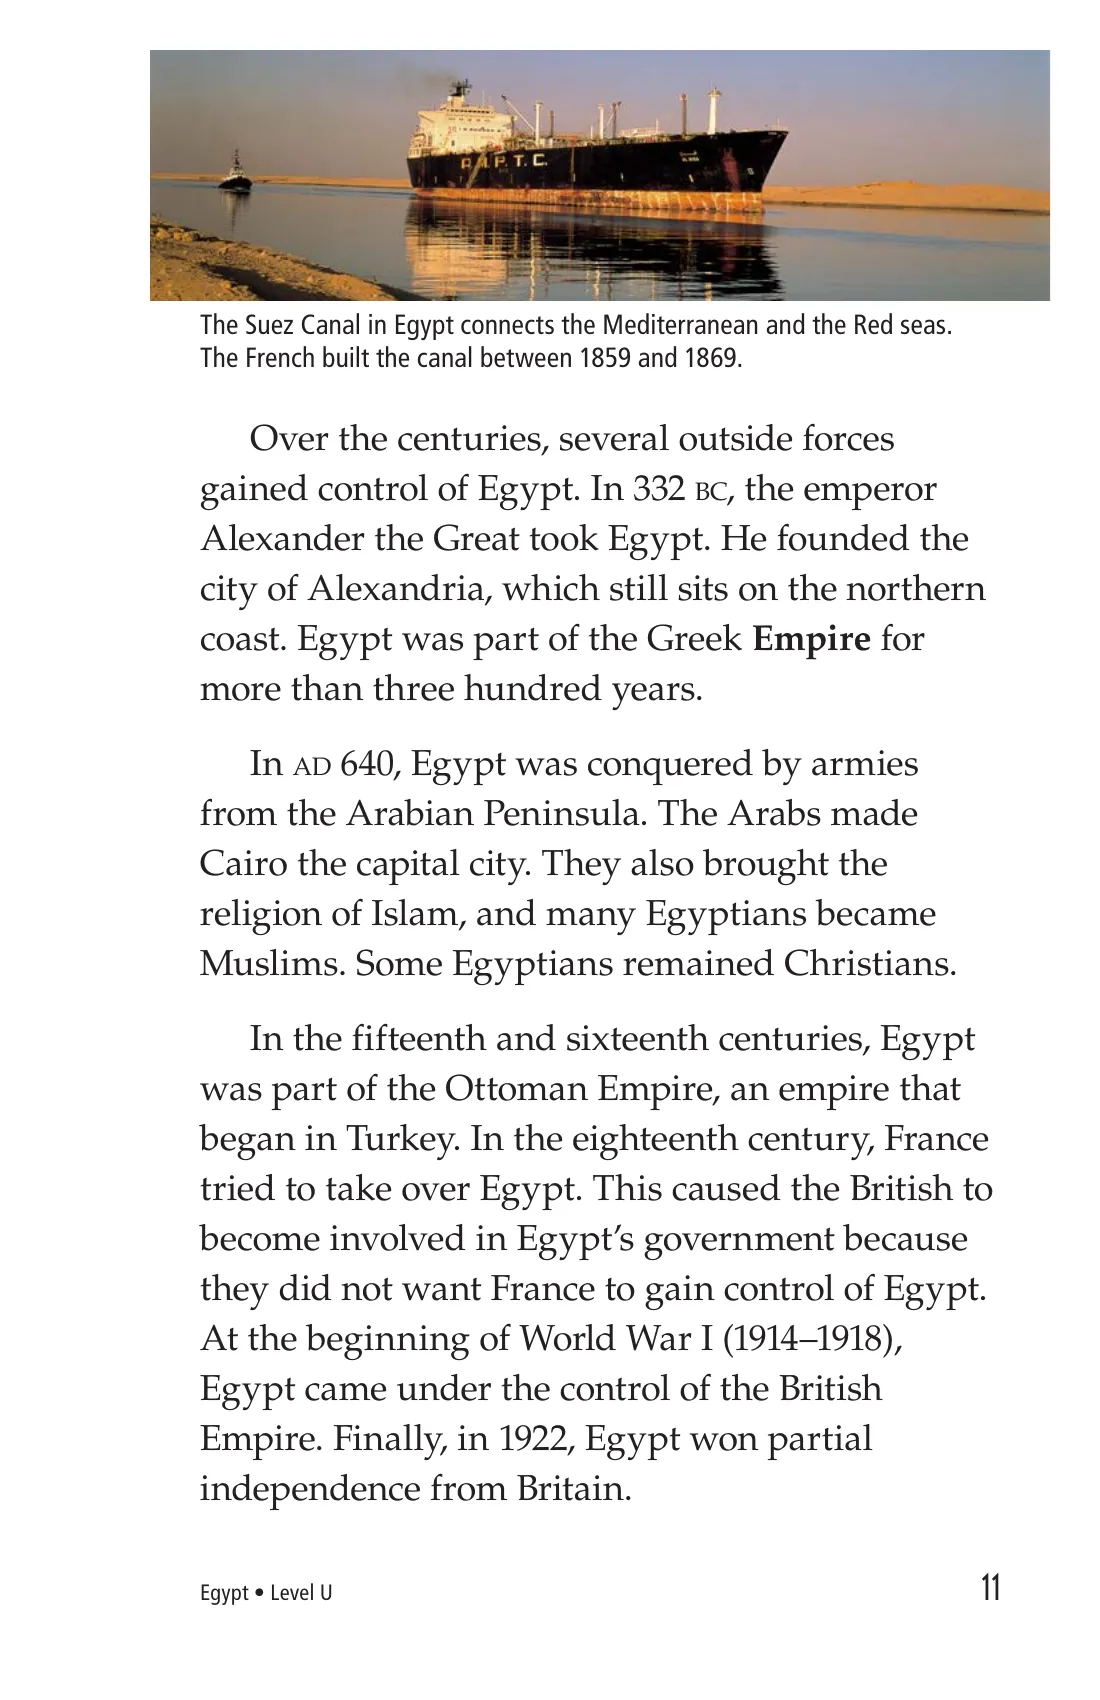 A.M.P.T.C.
The Suez Canal in Egypt connects the Mediterranean and the Red seas.
The French built the canal between 1859 and 1869.
Over the centuries, several outside forces
gained control of Egypt. In 332 BC, the emperor
Alexander the Great took Egypt. He founded the
city of Alexandria, which still sits on the northern
coast. Egypt was part of the Greek Empire for
more than three hundred years.
In AD 640, Egypt was conquered by armies
from the Arabian Peninsula. The Arabs made
Cairo the capital city. They also brought the
religion of Islam, and many Egyptians became
Muslims. Some Egyptians remained Christians.
In the fifteenth and sixteenth centuries, Egypt
was part of the Ottoman Empire, an empire that
began in Turkey. In the eighteenth century, France
tried to take over Egypt. This caused the British to
become involved in Egypt’s government because
they did not want France to gain control of Egypt.
At the beginning of World War I (1914–1918),
Egypt came under the control of the British
Empire. Finally, in 1922, Egypt won partial
independence from Britain.
Egypt • Level U
11